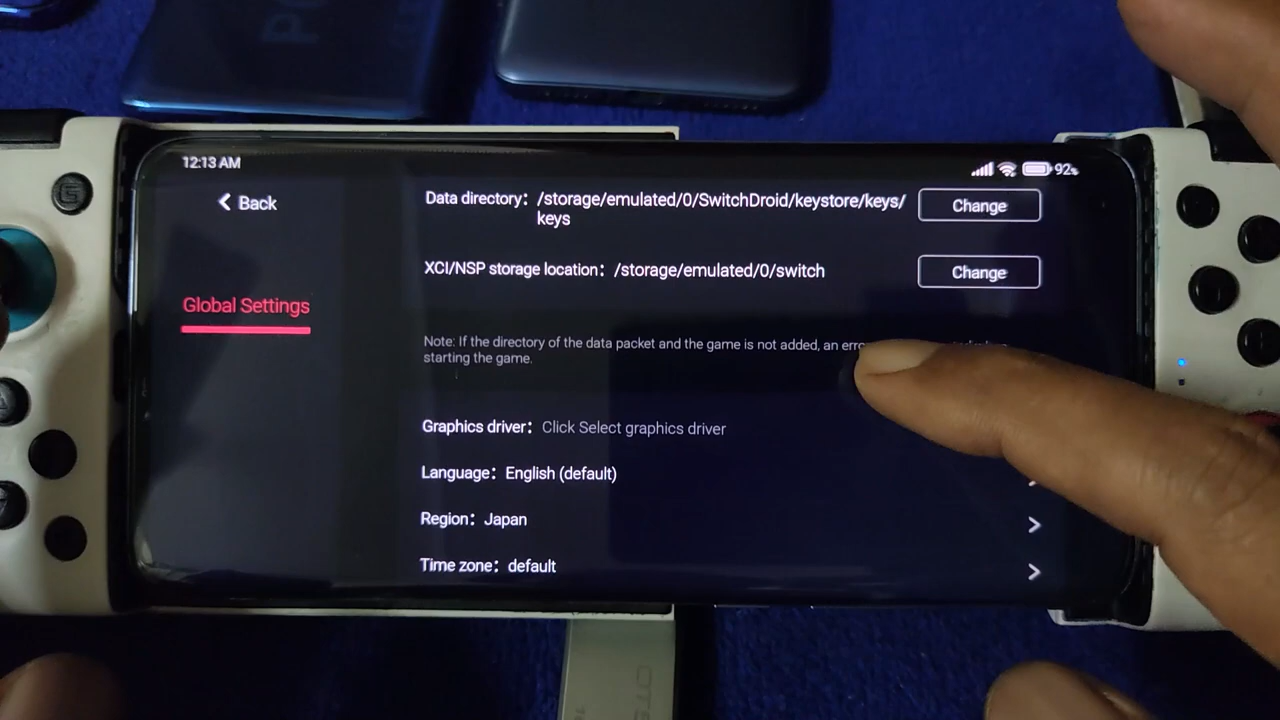 12:13 AM
92%
Back
Data directory: /storage/emulated/0/SwitchDroid/keystore/keys/
keys
Change
XCI/NSP storage location: /storage/emulated/0/switch
Change
Global Settings
Note: If the directory of the data packet and the game is not added, an
starting the game.
Graphics driver: Click Select graphics driver
Language: English (default)
Region: Japan
Time zone: default